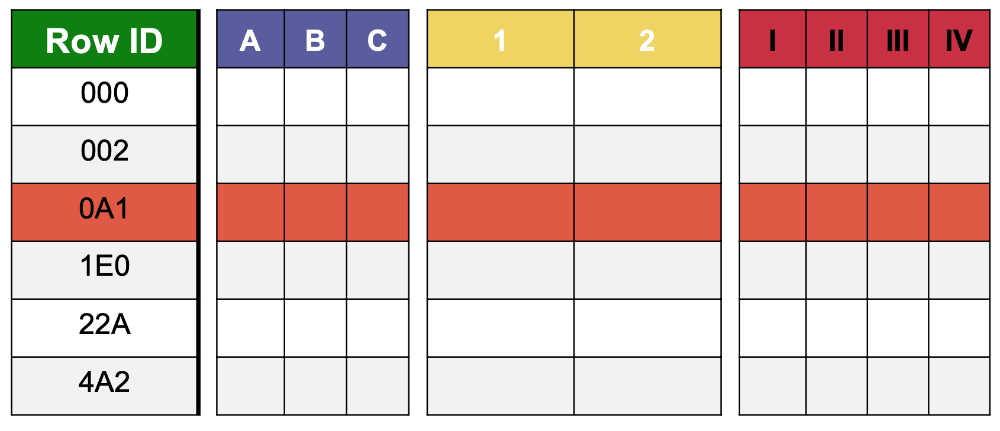 Row ID A B C 1 2 I II III IV
000
002
0A1
1E0
22A
4A2